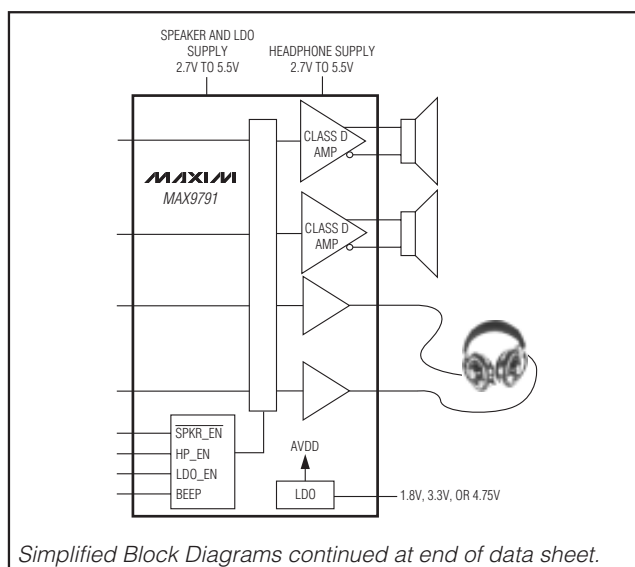 SPEAKER AND LDO
SUPPLY
2.7V TO 5.5V
HEADPHONE SUPPLY
2.7V TO 5.5V
CLASS D
AMP
MAXIM
MAX9791
CLASS D
AMP
SPKR_EN
HP_EN
LDO_EN
BEEP
AVDD
LDO
1.8V, 3.3V, OR 4.75V
Simplified Block Diagrams continued at end of data sheet.